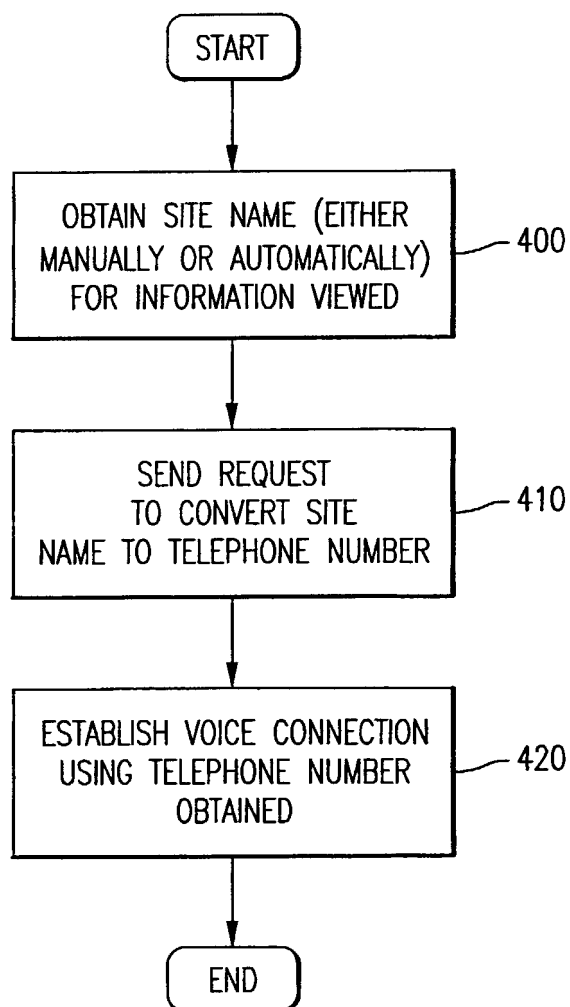 START
OBTAIN SITE NAME (EITHER
MANUALLY OR AUTOMATICALLY)
FOR INFORMATION VIEWED
400
SEND REQUEST
TO CONVERT SITE
NAME TO TELEPHONE NUMBER
410
ESTABLISH VOICE CONNECTION
USING TELEPHONE NUMBER
OBTAINED
420
END